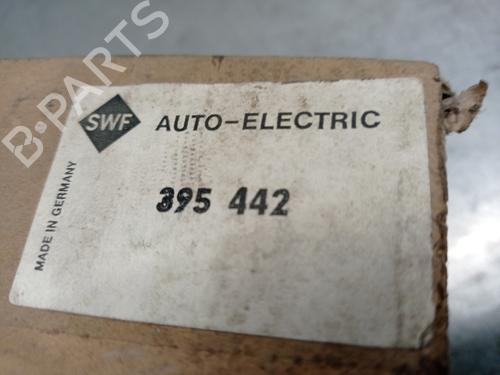 SWF
AUTO-ELECTRIC
395 442
MADE IN GERMANY
B-PARTS